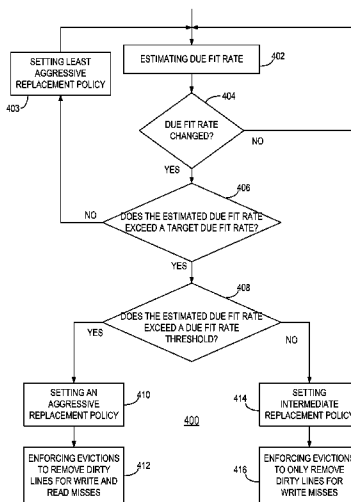 ESTIMATING DUE FIT RATE
402
SETTING LEAST
AGGRESSIVE
REPLACEMENT POLICY
403
404
DUE FIT RATE
CHANGED?
NO
YES
406
NO
DOES THE ESTIMATED DUE FIT RATE
EXCEED A TARGET DUE FIT RATE?
YES
408
YES
DOES THE ESTIMATED DUE FIT RATE
EXCEED A DUE FIT RATE
THRESHOLD?
NO
SETTING AN
AGGRESSIVE
REPLACEMENT POLICY
410
400
414
SETTING
INTERMEDIATE
REPLACEMENT POLICY
ENFORCING EVICTIONS
TO REMOVE DIRTY
LINES FOR WRITE AND
READ MISSES
412
416
ENFORCING EVICTIONS
TO ONLY REMOVE
DIRTY LINES FOR
WRITE MISSES